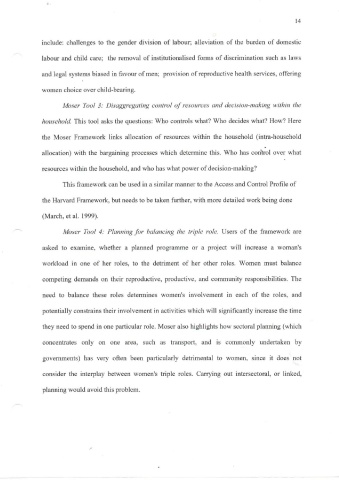 14
include: challenges to the gender division of labour; alleviation of the burden of domestic
labour and child care; the removal of institutionalised forms of discrimination such as laws
and legal systems biased in favour of men; provision of reproductive health services, offering
women choice over child-bearing.
Moser Tool 3: Disaggregating control of resources and decision-making within the
household. This tool asks the questions: Who controls what? Who decides what? How? Here
the Moser Framework links allocation of resources within the household (intra-household
allocation) with the bargaining processes which determine this. Who has control over what
resources within the household, and who has what power of decision-making?
This framework can be used in a similar manner to the Access and Control Profile of
the Harvard Framework, but needs to be taken further, with more detailed work being done
(March, et al. 1999).
Moser Tool 4: Planning for balancing the triple role. Users of the framework are
asked to examine, whether a planned programme or a project will increase a women's
workload in one of her roles, to the detriment of her other roles. Women must balance
competing demands on their reproductive, productive, and community responsibilities. The
need to balance these roles determines women's involvement in each of the roles, and
potentially constrains their involvement in activities which will significantly increase the time
they need to spend in one particular role. Moser also highlights how sectoral planning (which
concentrates only on one area, such as transport, and is commonly undertaken by
governments) has very often been particularly detrimental to women, since it does not
consider the interplay between women's triple roles. Carrying out intersectoral, or linked,
planning would avoid this problem.